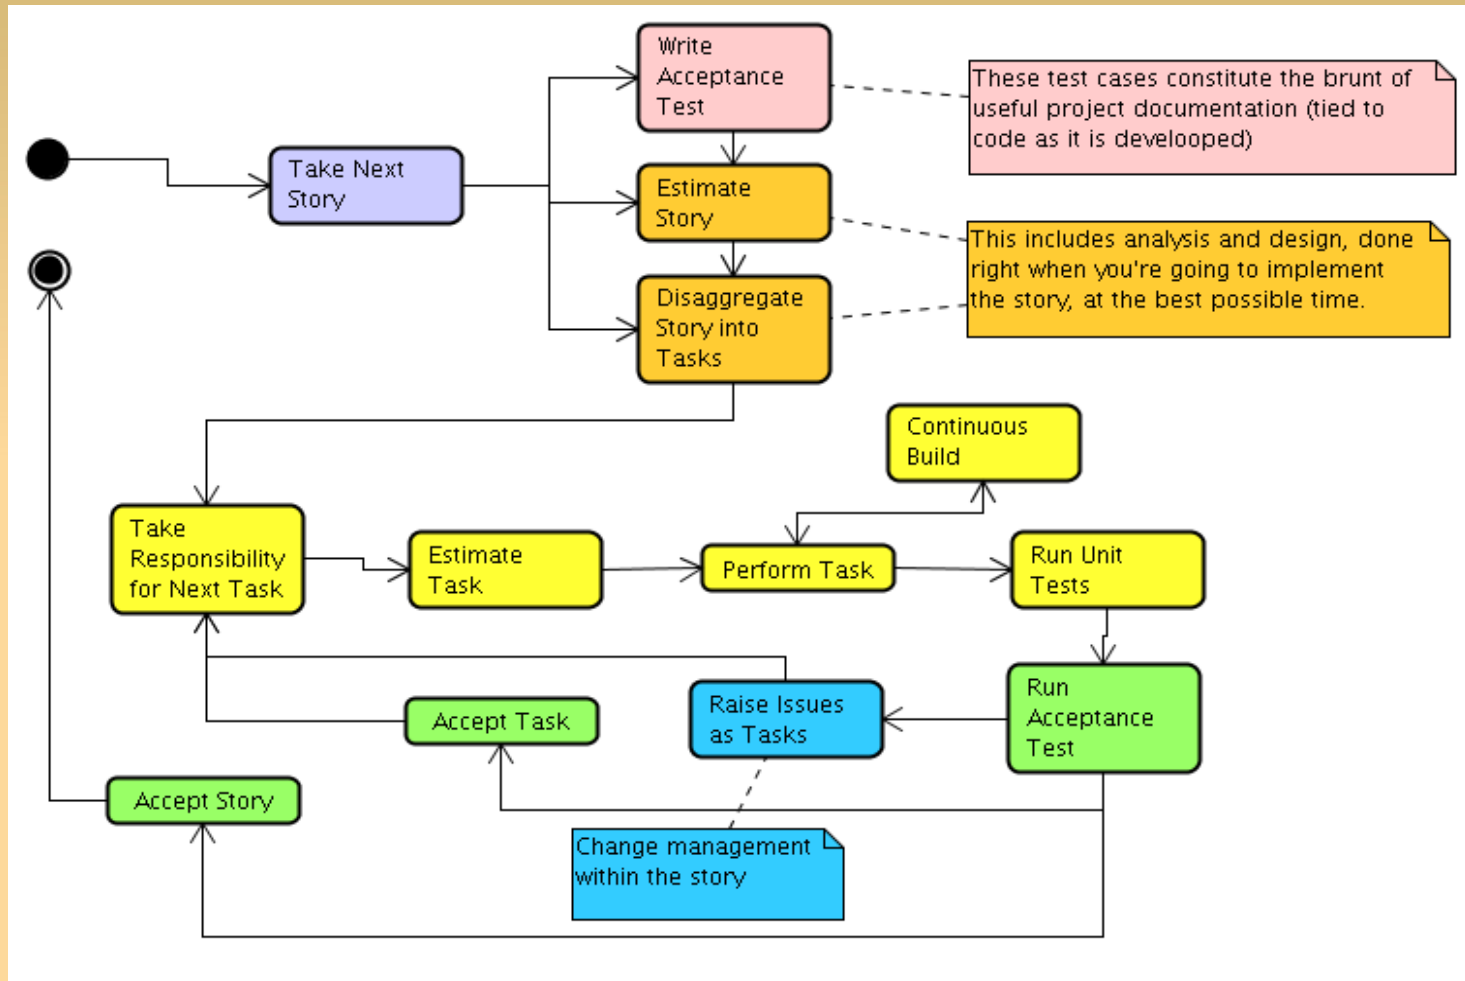 Write
Acceptance
Test
These test cases constitute the brunt of
useful project documentation (tied to
code as it is develooped)
Take Next
Story
Estimate
Story
This includes analysis and design, done
right when you're going to implement
the story, at the best possible time.
Disaggregate
Story into
Tasks
Continuous
Build
Take
Responsibility
for Next Task
Estimate
Task
Perform Task
Run Unit
Tests
Run
Acceptance
Test
Raise Issues
as Tasks
Accept Task
Accept Story
Change management
within the story